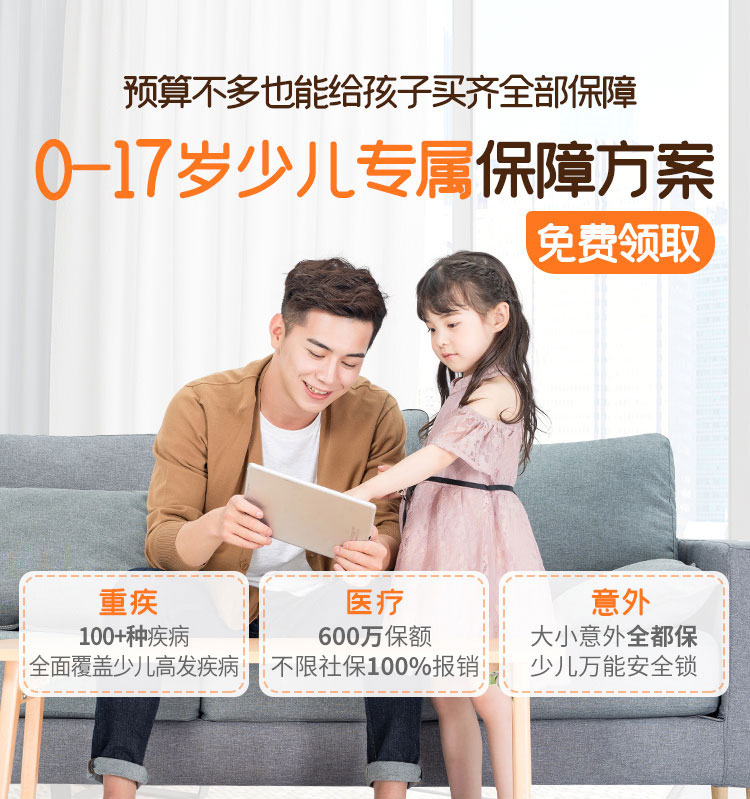 预算不多也能给孩子买齐全部保障
0-17岁少儿专属保障方案
免费领取
重疾
100+种疾病
全面覆盖少儿高发疾病
医疗
600万保额
不限社保100%报销
意外
大小意外全都保
少儿万能安全锁